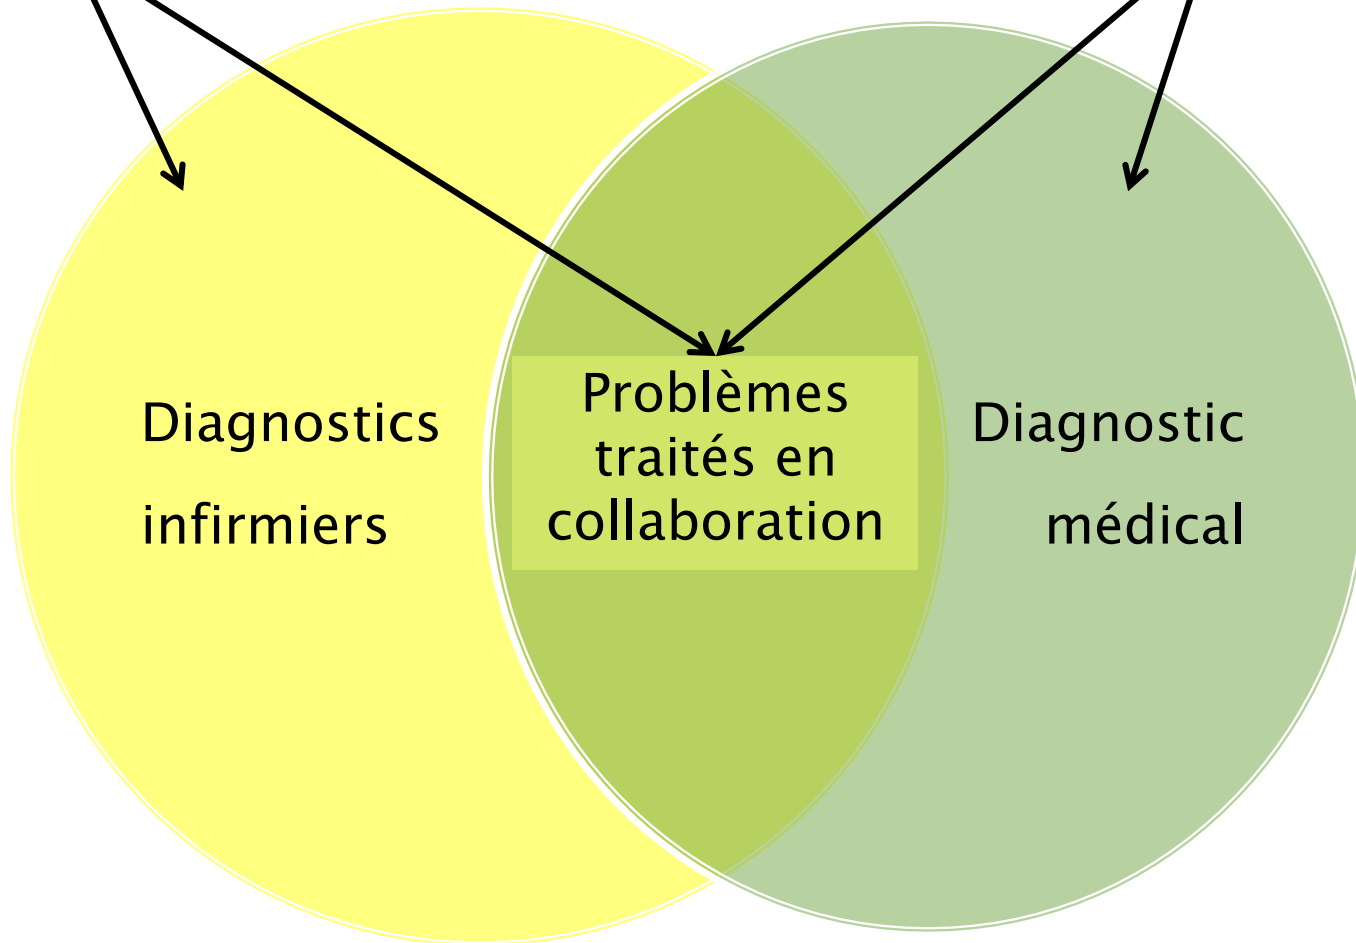 Diagnostics
infirmiers
Problèmes
traités en
collaboration
Diagnostic
médical